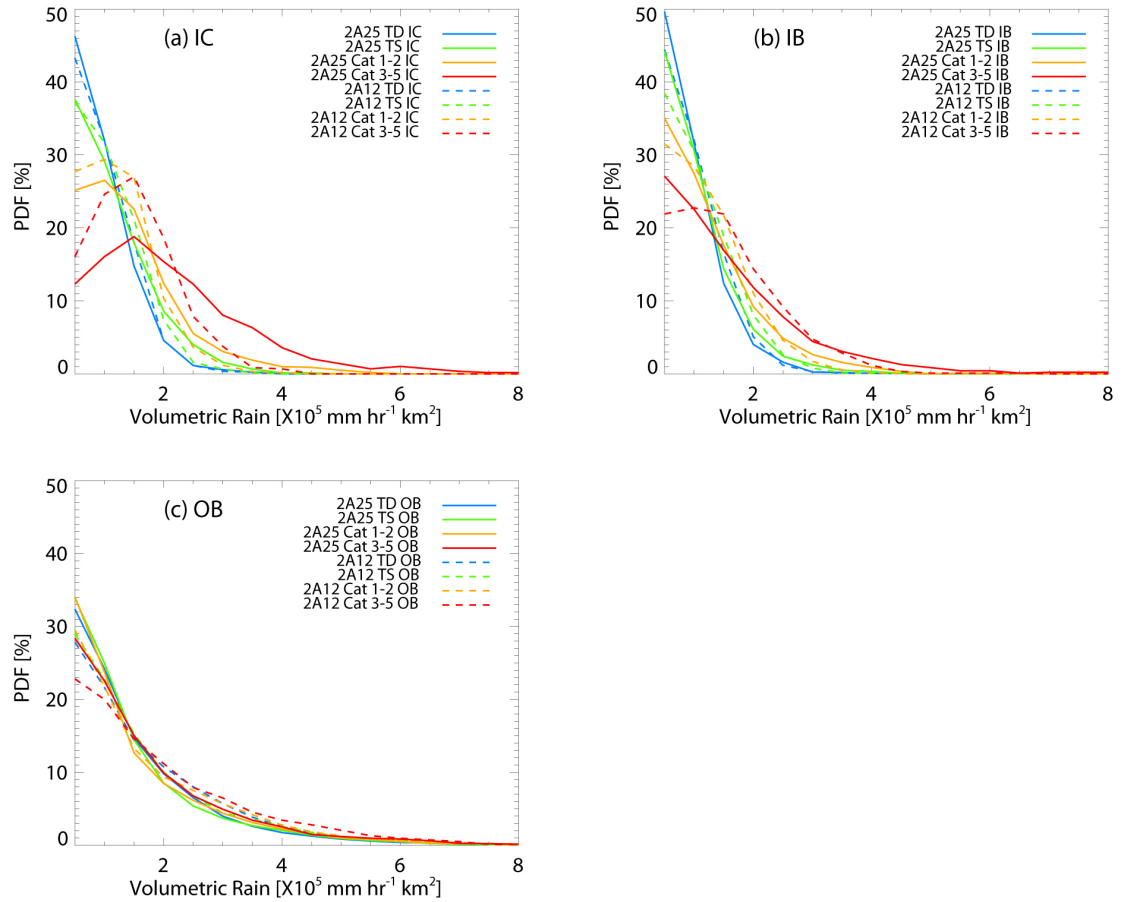 (a) IC
2A25 TD IC
2A25 TS IC
2A25 Cat 1-2 IC
2A25 Cat 3-5 IC
2A12 TD IC
2A12 TS IC
2A12 Cat 1-2 IC
2A12 Cat 3-5 IC
PDF [%]
50
40
30
20
10
0
2
4
6
8
Volumetric Rain [X10⁵ mm hr⁻¹ km²]
(b) IB
2A25 TD IB
2A25 TS IB
2A25 Cat 1-2 IB
2A25 Cat 3-5 IB
2A12 TD IB
2A12 TS IB
2A12 Cat 1-2 IB
2A12 Cat 3-5 IB
PDF [%]
50
40
30
20
10
0
2
4
6
8
Volumetric Rain [X10⁵ mm hr⁻¹ km²]
(c) OB
2A25 TD OB
2A25 TS OB
2A25 Cat 1-2 OB
2A25 Cat 3-5 OB
2A12 TD OB
2A12 TS OB
2A12 Cat 1-2 OB
2A12 Cat 3-5 OB
PDF [%]
50
40
30
20
10
0
2
4
6
8
Volumetric Rain [X10⁵ mm hr⁻¹ km²]